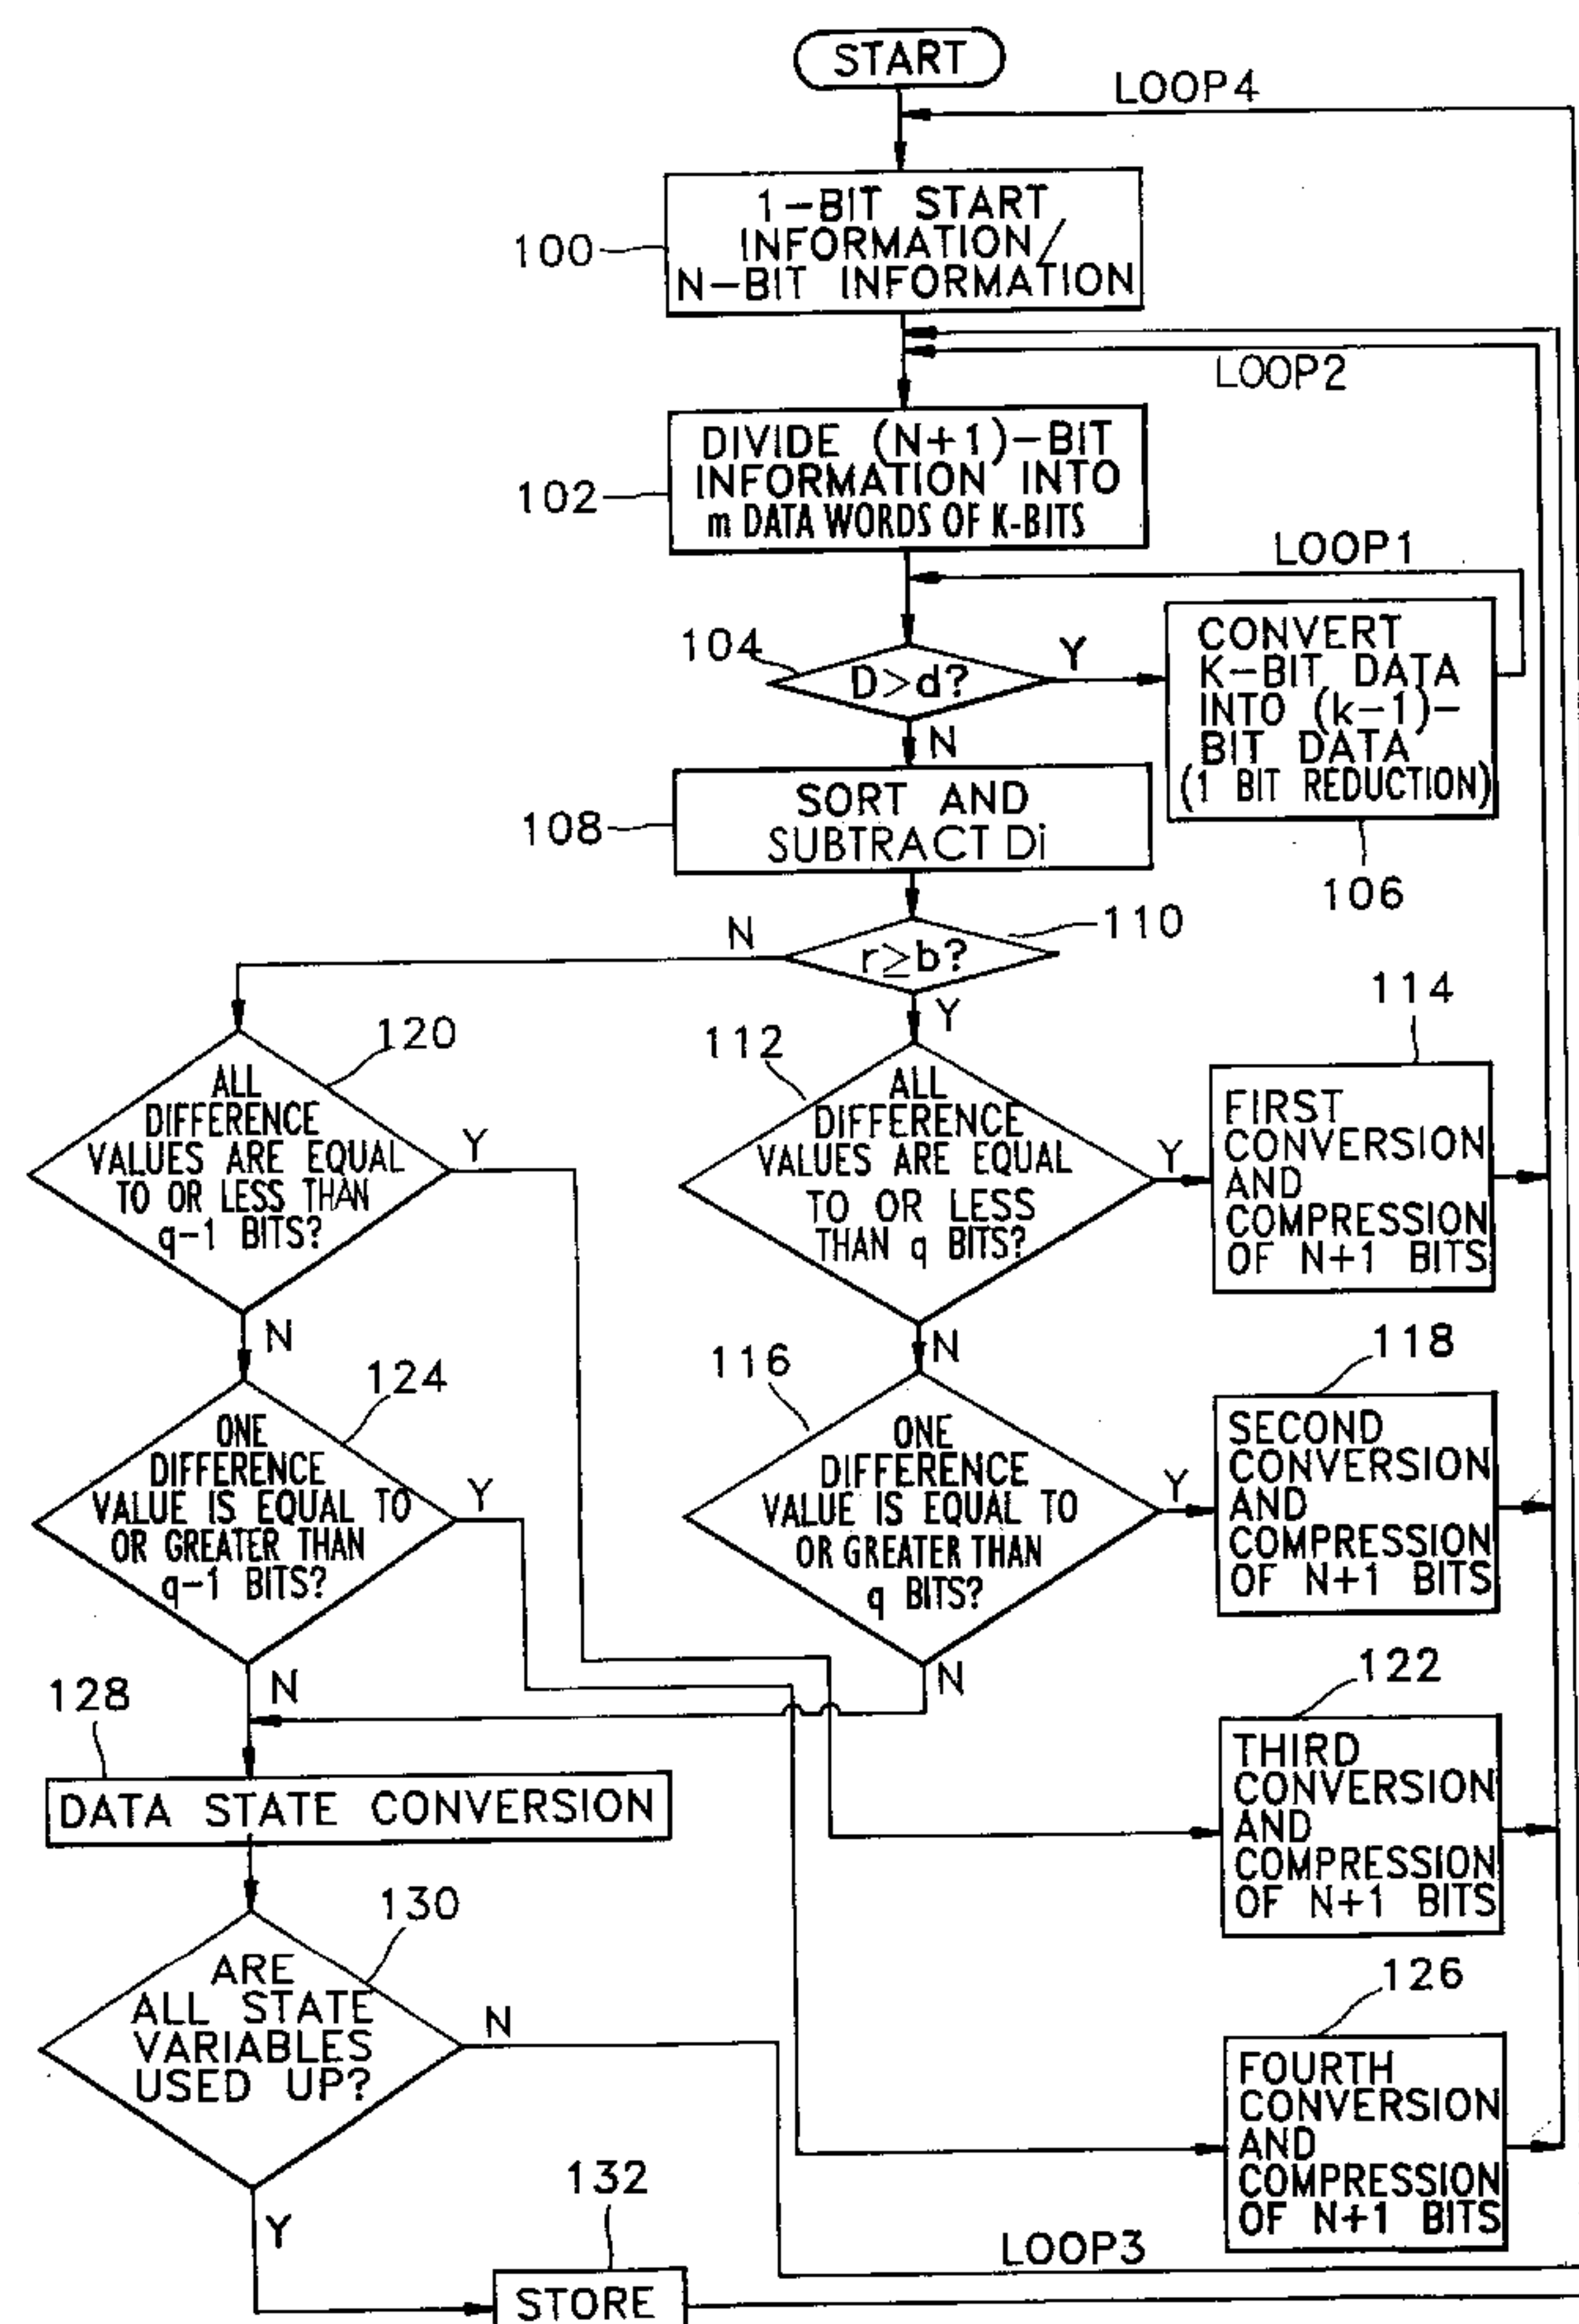 START
LOOP4
100
1-BIT START
INFORMATION/
N-BIT INFORMATION
LOOP2
102
DIVIDE (N+1)-BIT
INFORMATION INTO
m DATA WORDS OF K-BITS
LOOP1
104
D>d?
Y
N
CONVERT
K-BIT DATA
INTO (k-1)-
BIT DATA
(1 BIT REDUCTION)
106
108
SORT AND
SUBTRACT Di
110
r≥b?
N
Y
120
ALL
DIFFERENCE
VALUES ARE EQUAL
TO OR LESS THAN
q-1 BITS?
Y
N
112
ALL
DIFFERENCE
VALUES ARE EQUAL
TO OR LESS
THAN q BITS?
Y
N
114
FIRST
CONVERSION
AND
COMPRESSION
OF N+1 BITS
124
ONE
DIFFERENCE
VALUE IS EQUAL TO
OR GREATER THAN
q-1 BITS?
Y
N
116
ONE
DIFFERENCE
VALUE IS EQUAL TO
OR GREATER THAN
q BITS?
Y
N
118
SECOND
CONVERSION
AND
COMPRESSION
OF N+1 BITS
122
THIRD
CONVERSION
AND
COMPRESSION
OF N+1 BITS
128
DATA STATE CONVERSION
130
ARE
ALL STATE
VARIABLES
USED UP?
N
Y
126
FOURTH
CONVERSION
AND
COMPRESSION
OF N+1 BITS
LOOP3
132
STORE